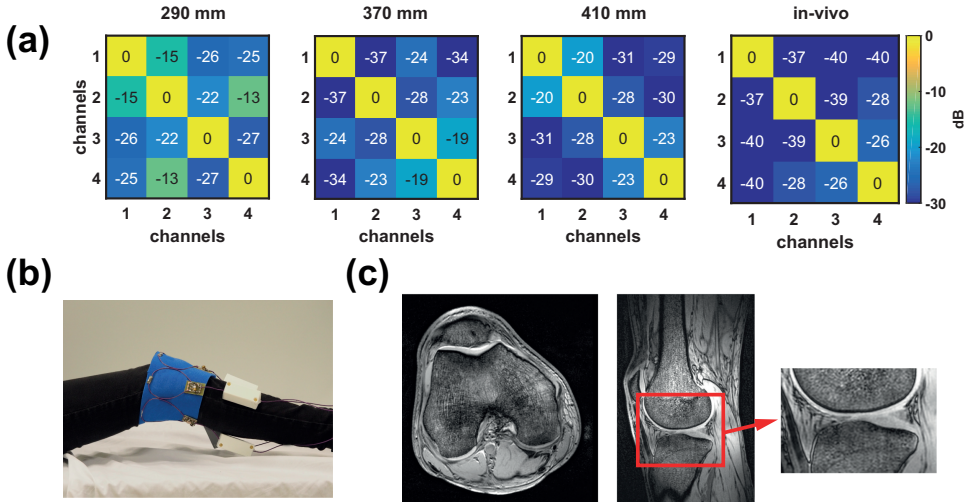 (a)
290 mm 370 mm 410 mm in-vivo
channels
1 0 -15 -26 -25
2 -15 0 -22 -13
3 -26 -22 0 -27
4 -25 -13 -27 0
1 2 3 4
channels
1 0 -37 -24 -34
2 -37 0 -28 -23
3 -24 -28 0 -19
4 -34 -23 -19 0
1 2 3 4
channels
1 0 -20 -31 -29
2 -20 0 -28 -30
3 -31 -28 0 -23
4 -29 -30 -23 0
1 2 3 4
channels
1 0 -37 -40 -40
2 -37 0 -39 -28
3 -40 -39 0 -26
4 -40 -28 -26 0
1 2 3 4
channels
0
-10
-20
-30
dB
(b)
(c)